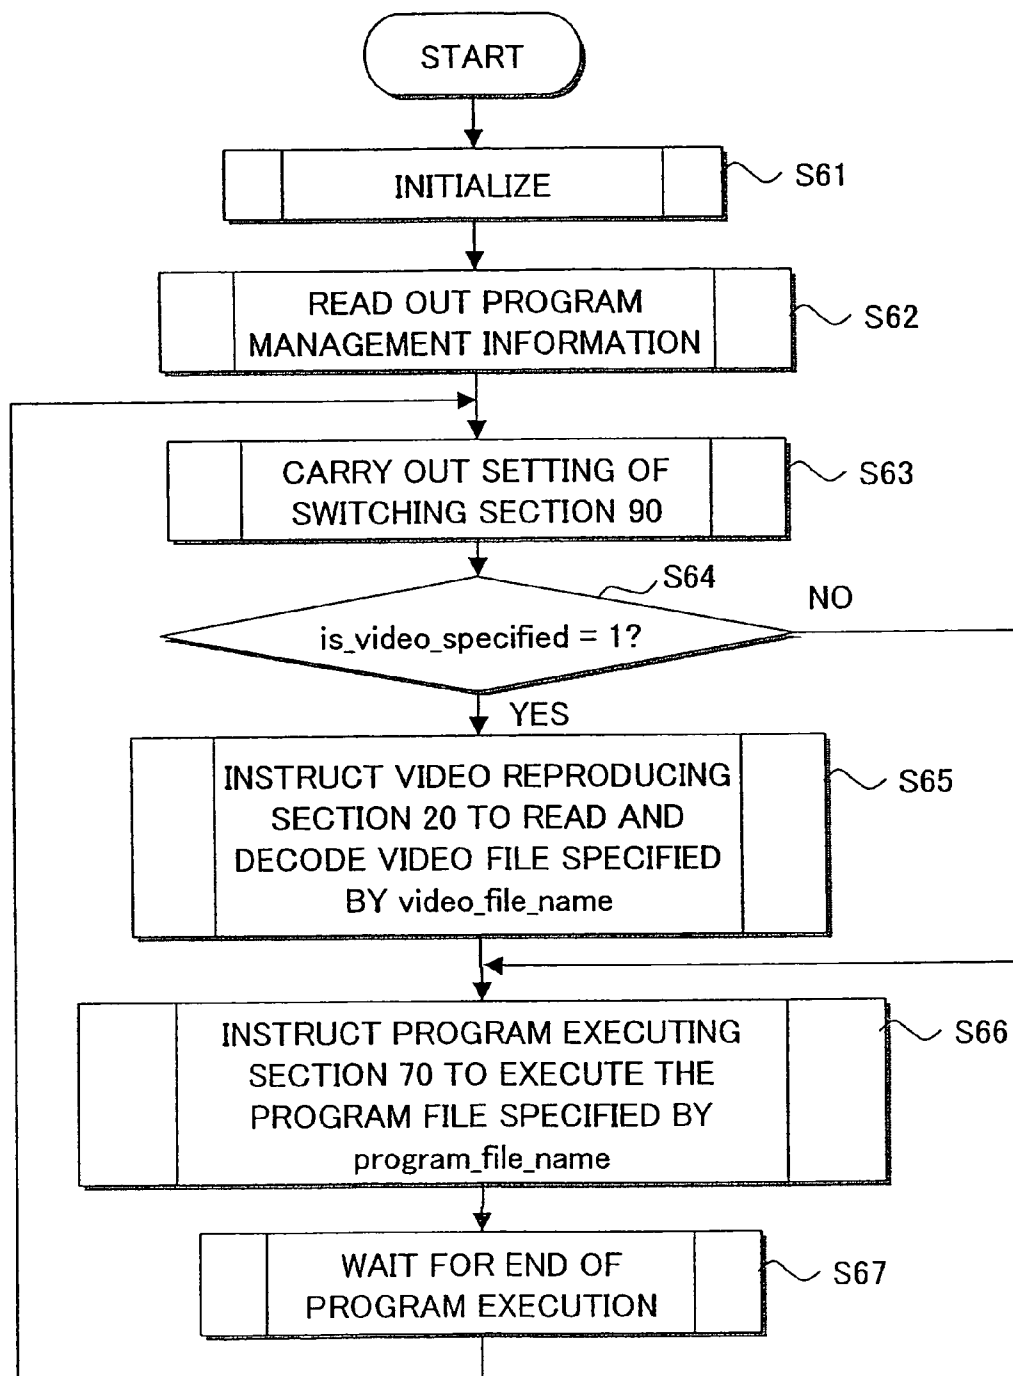 START
INITIALIZE
S61
READ OUT PROGRAM
MANAGEMENT INFORMATION
S62
CARRY OUT SETTING OF
SWITCHING SECTION 90
S63
S64
NO
is_video_specified = 1?
YES
INSTRUCT VIDEO REPRODUCING
SECTION 20 TO READ AND
DECODE VIDEO FILE SPECIFIED
BY video_file_name
S65
INSTRUCT PROGRAM EXECUTING
SECTION 70 TO EXECUTE THE
PROGRAM FILE SPECIFIED BY
program_file_name
S66
WAIT FOR END OF
PROGRAM EXECUTION
S67